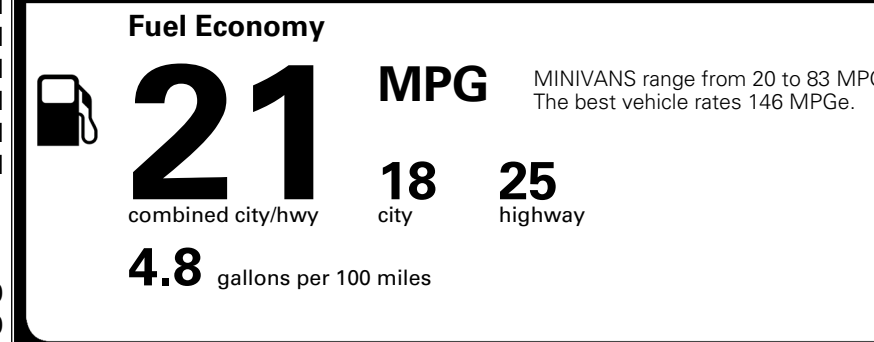 Fuel Economy
21 MPG
MINIVANS range from 20 to 83
The best vehicle rates 146 MPGe.
18 25
combined city/hwy city highway
4.8 gallons per 100 miles